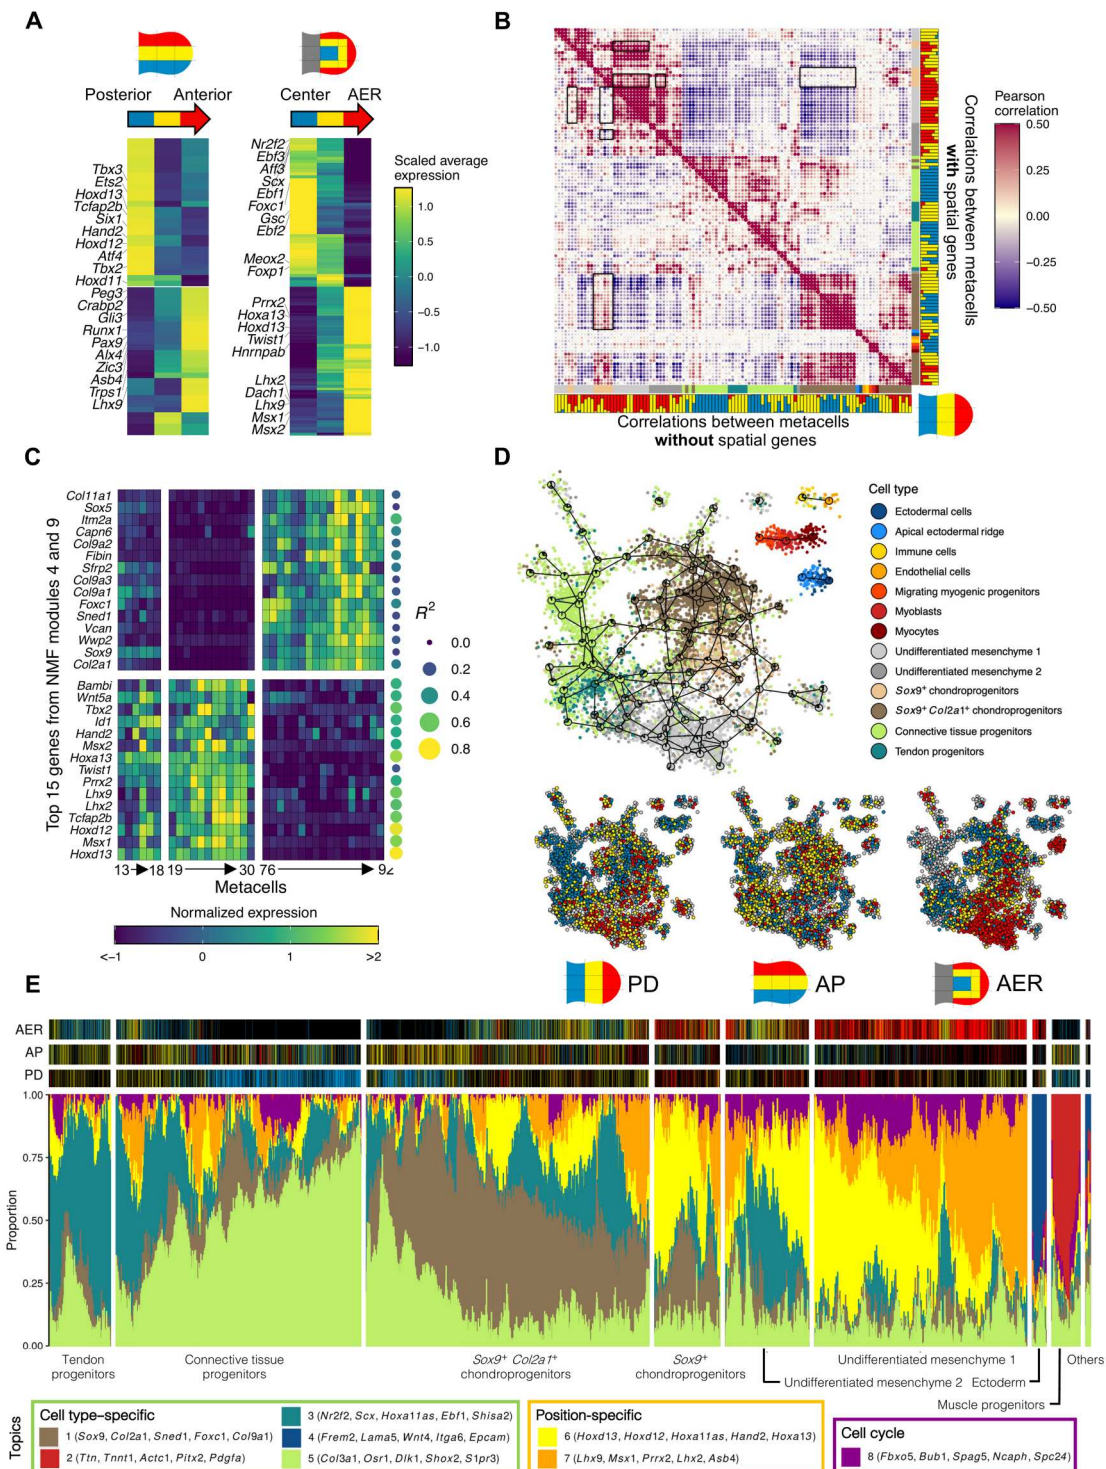 A
Posterior Anterior
Center AER
Tbx3
Ets2
Hoxd13
Tcfap2b
Six1
Hand2
Hoxd12
Atf4
Tbx2
Hoxd11
Peg3
Crabp2
Gli3
Runx1
Pax9
Alx4
Zic3
Asb4
Trps1
Lhx9
Nr2f2
Ebf3
Aff3
Scx
Ebf1
Foxc1
Gsc
Ebf2
Meox2
Foxp1
Prrx2
Hoxa13
Hoxd13
Twist1
Hnrnpab
Lhx2
Dach1
Lhx9
Msx1
Msx2
Scaled average
expression
1.0
0.5
0.0
−0.5
−1.0
B
Correlations between metacells
with spatial genes
Pearson
correlation
0.50
0.25
0.00
−0.25
−0.50
Correlations between metacells
without spatial genes
C
Top 15 genes from NMF modules 4 and 9
Col11a1
Sox5
Itm2a
Capn6
Col9a2
Fibin
Sfrp2
Col9a3
Col9a1
Foxc1
Sned1
Vcan
Wwp2
Sox9
Col2a1
Bambi
Wnt5a
Tbx2
Id1
Hand2
Msx2
Hoxa13
Twist1
Prrx2
Lhx9
Lhx2
Tcfap2b
Hoxd12
Msx1
Hoxd13
13 18 19 30 76 92
Metacells
R²
0.0
0.2
0.4
0.6
0.8
Normalized expression
<−1 0 1 >2
D
Cell type
Ectodermal cells
Apical ectodermal ridge
Immune cells
Endothelial cells
Migrating myogenic progenitors
Myoblasts
Myocytes
Undifferentiated mesenchyme 1
Undifferentiated mesenchyme 2
Sox9⁺ chondroprogenitors
Sox9⁺ Col2a1⁺ chondroprogenitors
Connective tissue progenitors
Tendon progenitors
PD AP AER
E
AER
AP
PD
Proportion
1.00
0.75
0.50
0.25
0.00
Tendon
progenitors
Connective tissue
progenitors
Sox9⁺ Col2a1⁺
chondroprogenitors
Sox9⁺
chondroprogenitors
Undifferentiated mesenchyme 1
Others
Undifferentiated mesenchyme 2 Ectoderm
Muscle progenitors
Topics
Cell type–specific
1 (Sox9, Col2a1, Sned1, Foxc1, Col9a1)
2 (Ttn, Tnnt1, Actc1, Pitx2, Pdgfa)
3 (Nr2f2, Scx, Hoxa11as, Ebf1, Shisa2)
4 (Frem2, Lama5, Wnt4, Itga6, Epcam)
5 (Col3a1, Osr1, Dlk1, Shox2, S1pr3)
Position-specific
6 (Hoxd13, Hoxd12, Hoxa11as, Hand2, Hoxa13)
7 (Lhx9, Msx1, Prrx2, Lhx2, Asb4)
Cell cycle
8 (Fbxo5, Bub1, Spag5, Ncaph, Spc24)